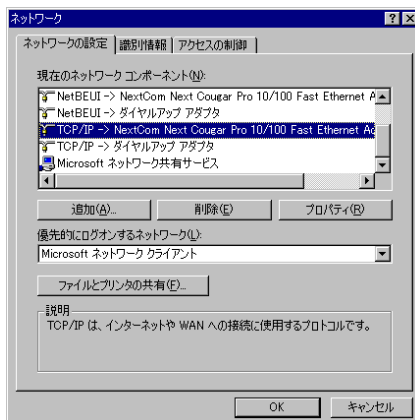 ネットワーク
ネットワークの設定 識別情報 アクセスの制御
現在のネットワーク コンポーネント(N):
NetBEUI -> NextCom Next Cougar Pro 10/100 Fast Ethernet A
NetBEUI -> ダイヤルアップ アダプタ
TCP/IP -> NextCom Next Cougar Pro 10/100 Fast Ethernet Ad
TCP/IP -> ダイヤルアップ アダプタ
Microsoft ネットワーク共有サービス
追加(A)... 削除(E) プロパティ(R)
優先的にログオンするネットワーク(L):
Microsoft ネットワーク クライアント
ファイルとプリンタの共有(F)...
説明
TCP/IP は、インターネットや WAN への接続に使用するプロトコルです。
OK キャンセル